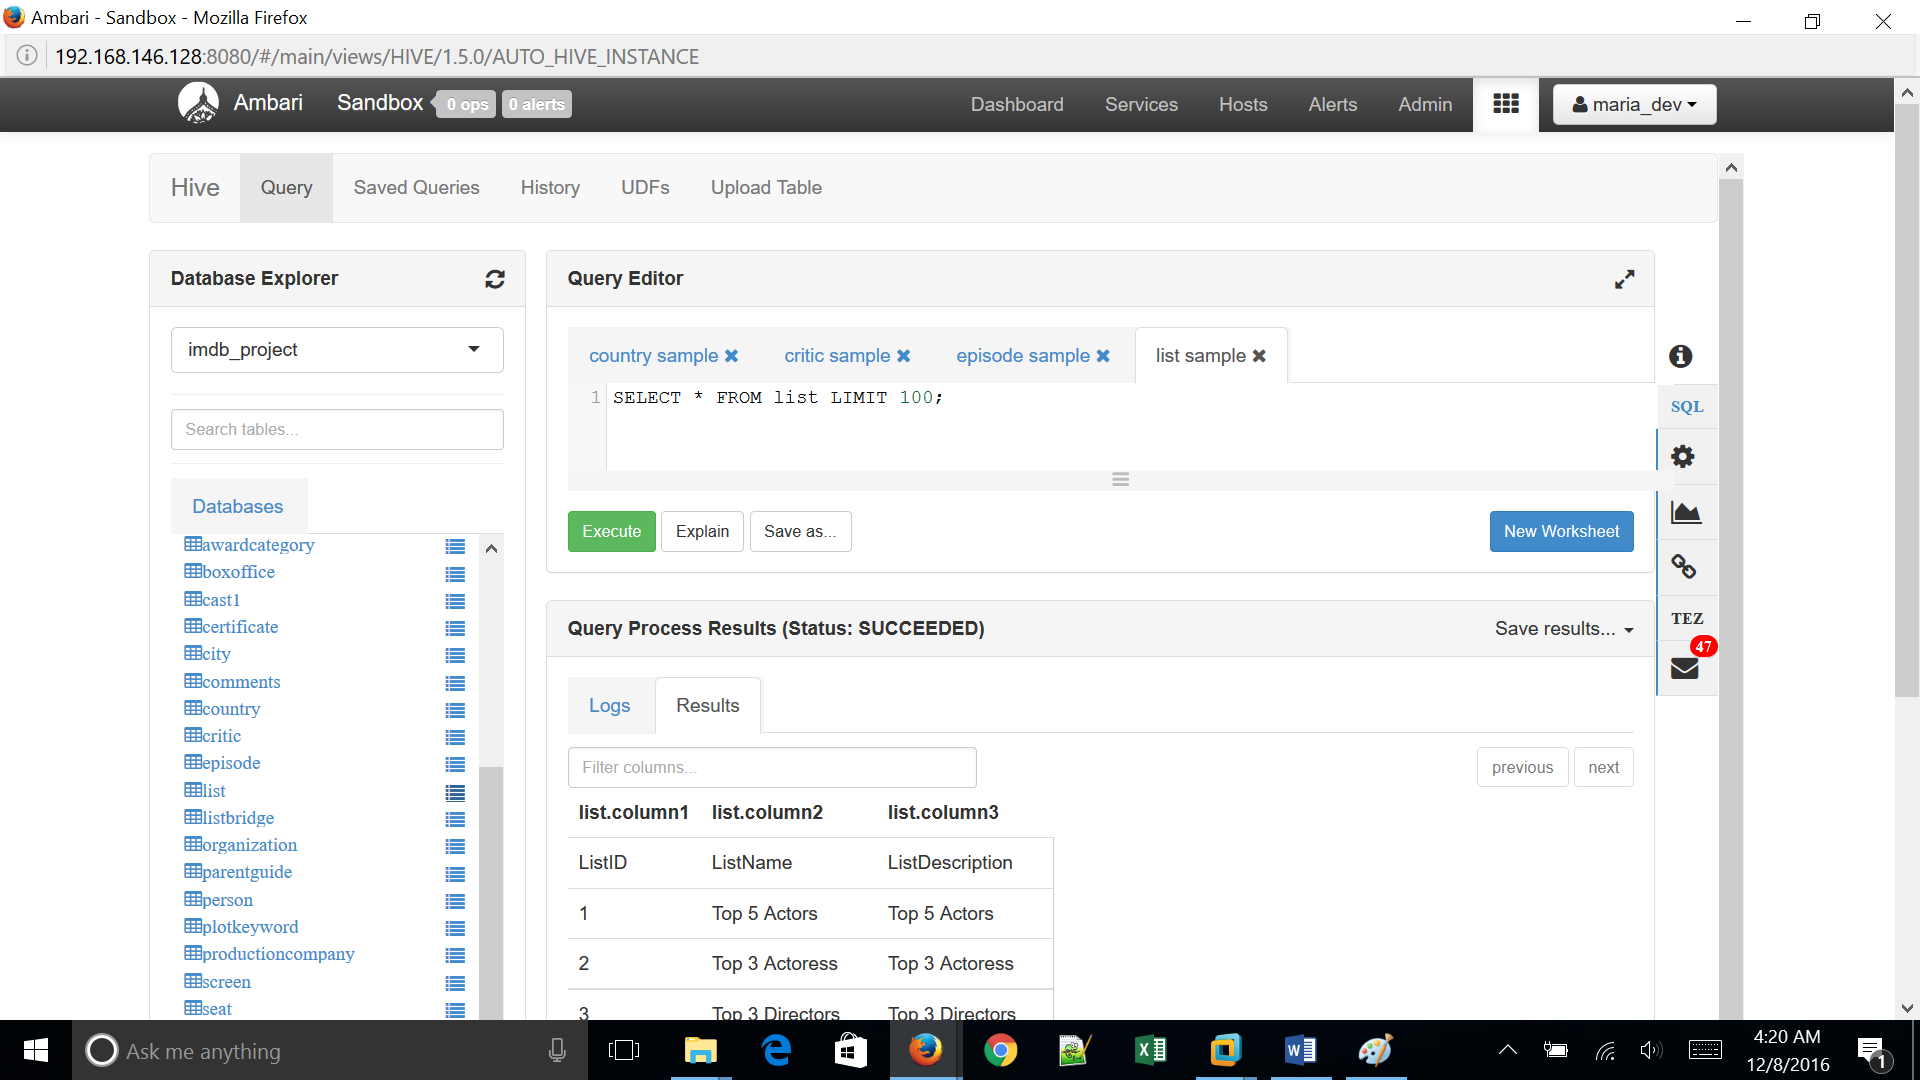 Ambari - Sandbox - Mozilla Firefox
192.168.146.128:8080/#/main/views/HIVE/1.5.0/AUTO_HIVE_INSTANCE
Ambari Sandbox 0 ops 0 alerts Dashboard Services Hosts Alerts Admin maria_dev
Hive Query Saved Queries History UDFs Upload Table
Database Explorer
imdb_project
Search tables...
Databases
awardcategory
boxoffice
cast1
certificate
city
comments
country
critic
episode
list
listbridge
organization
parentguide
person
plotkeyword
productioncompany
screen
seat
Query Editor
country sample critic sample episode sample list sample
1 SELECT * FROM list LIMIT 100;
Execute Explain Save as... New Worksheet
SQL
TEZ
47
Query Process Results (Status: SUCCEEDED) Save results...
Logs Results
Filter columns... previous next
list.column1 list.column2 list.column3
ListID ListName ListDescription
1 Top 5 Actors Top 5 Actors
2 Top 3 Actoress Top 3 Actoress
3 Top 3 Directors Top 3 Directors
Ask me anything
4:20 AM
12/8/2016
1